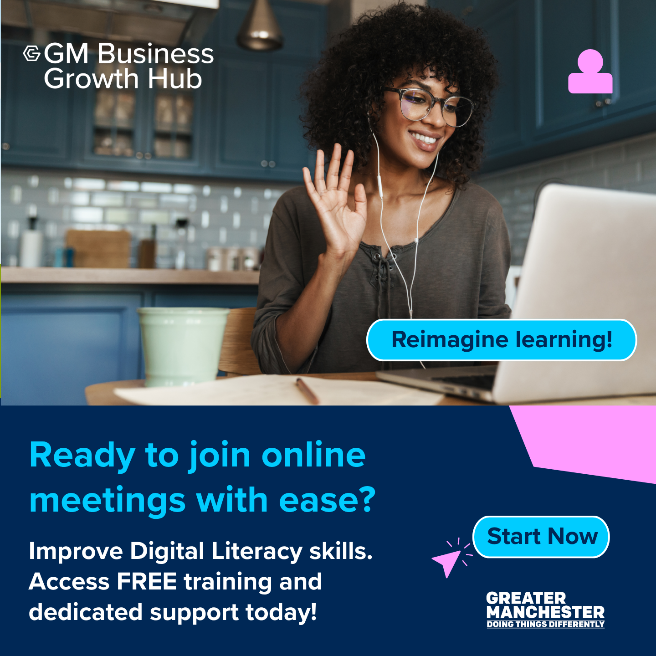 GM Business
Growth Hub
Reimagine learning!
Ready to join online
meetings with ease?
Improve Digital Literacy skills.
Access FREE training and
dedicated support today!
Start Now
GREATER
MANCHESTER
DOING THINGS DIFFERENTLY